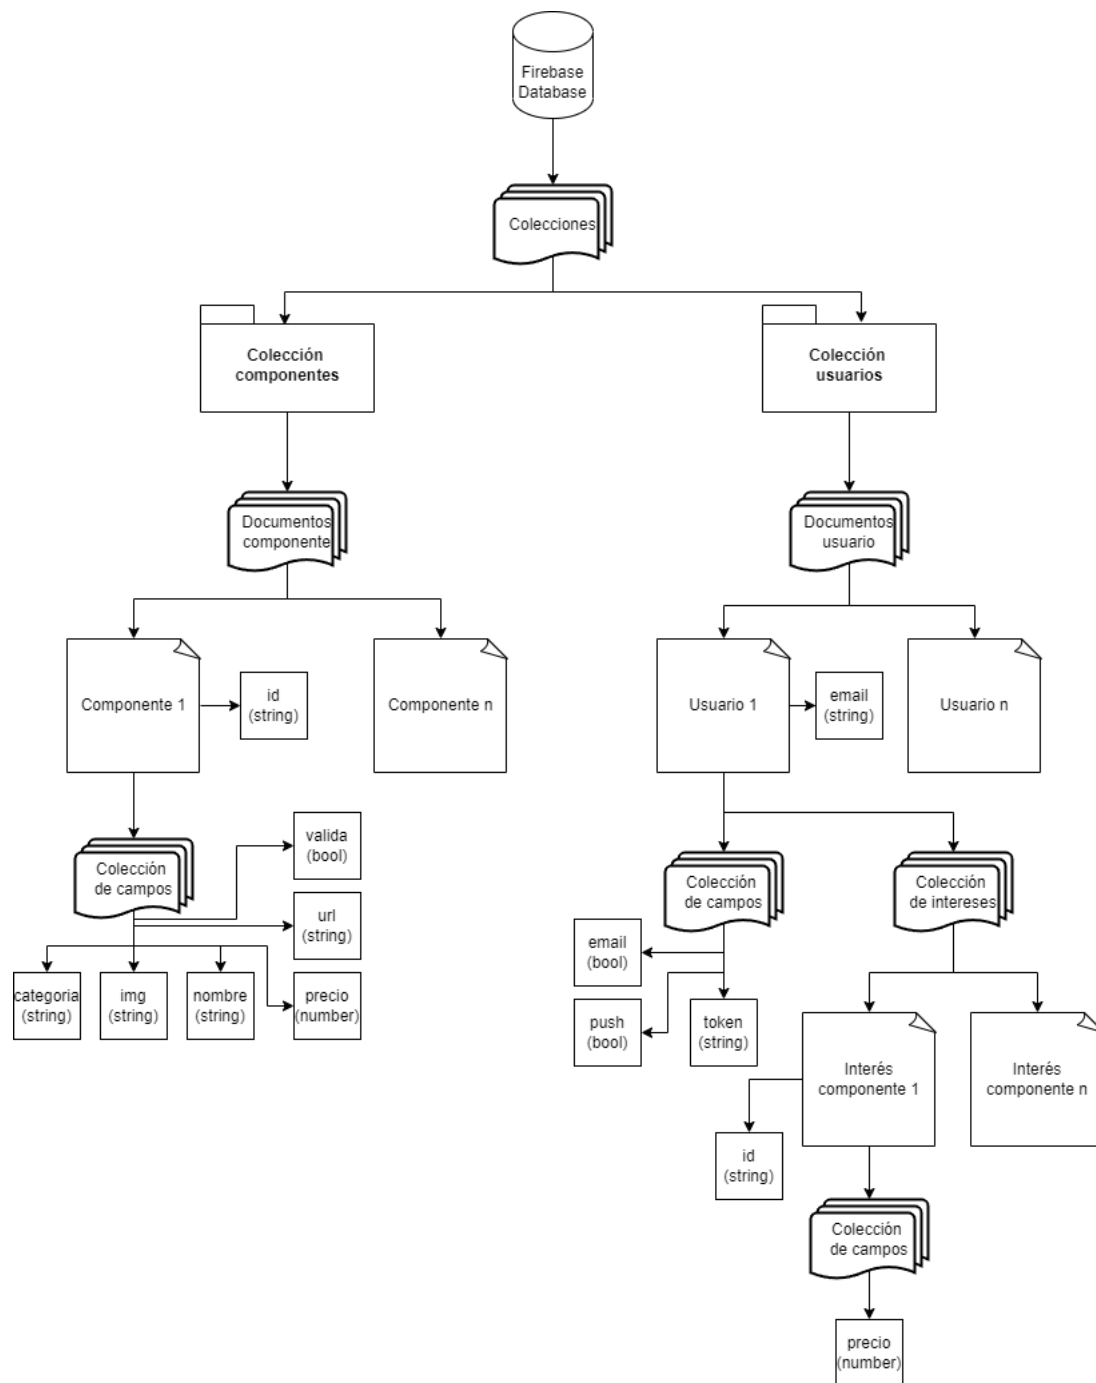 Firebase
Database
Colecciones
Colección
componentes
Colección
usuarios
Documentos
componente
Documentos
usuario
Componente 1
id
(string)
Componente n
Usuario 1
email
(string)
Usuario n
Colección
de campos
valida
(bool)
url
(string)
categoria
(string)
img
(string)
nombre
(string)
precio
(number)
Colección
de campos
Colección
de intereses
email
(bool)
push
(bool)
token
(string)
Interés
componente 1
Interés
componente n
id
(string)
Colección
de campos
precio
(number)